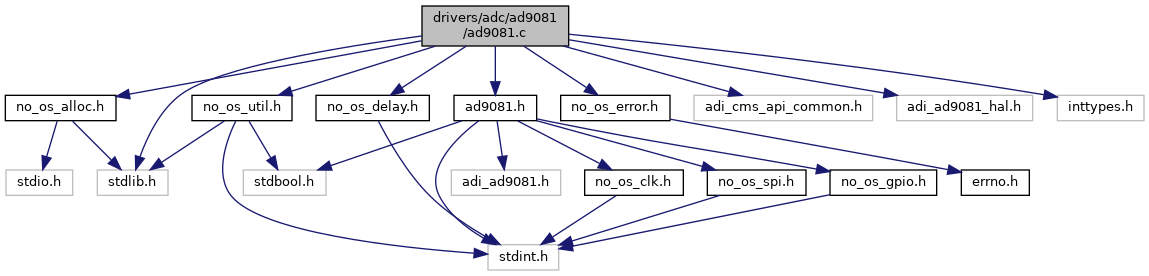 drivers/adc/ad9081
/ad9081.c
no_os_alloc.h
no_os_util.h
no_os_delay.h
ad9081.h
no_os_error.h
adi_cms_api_common.h
adi_ad9081_hal.h
inttypes.h
stdio.h
stdlib.h
stdbool.h
adi_ad9081.h
no_os_clk.h
no_os_spi.h
no_os_gpio.h
errno.h
stdint.h